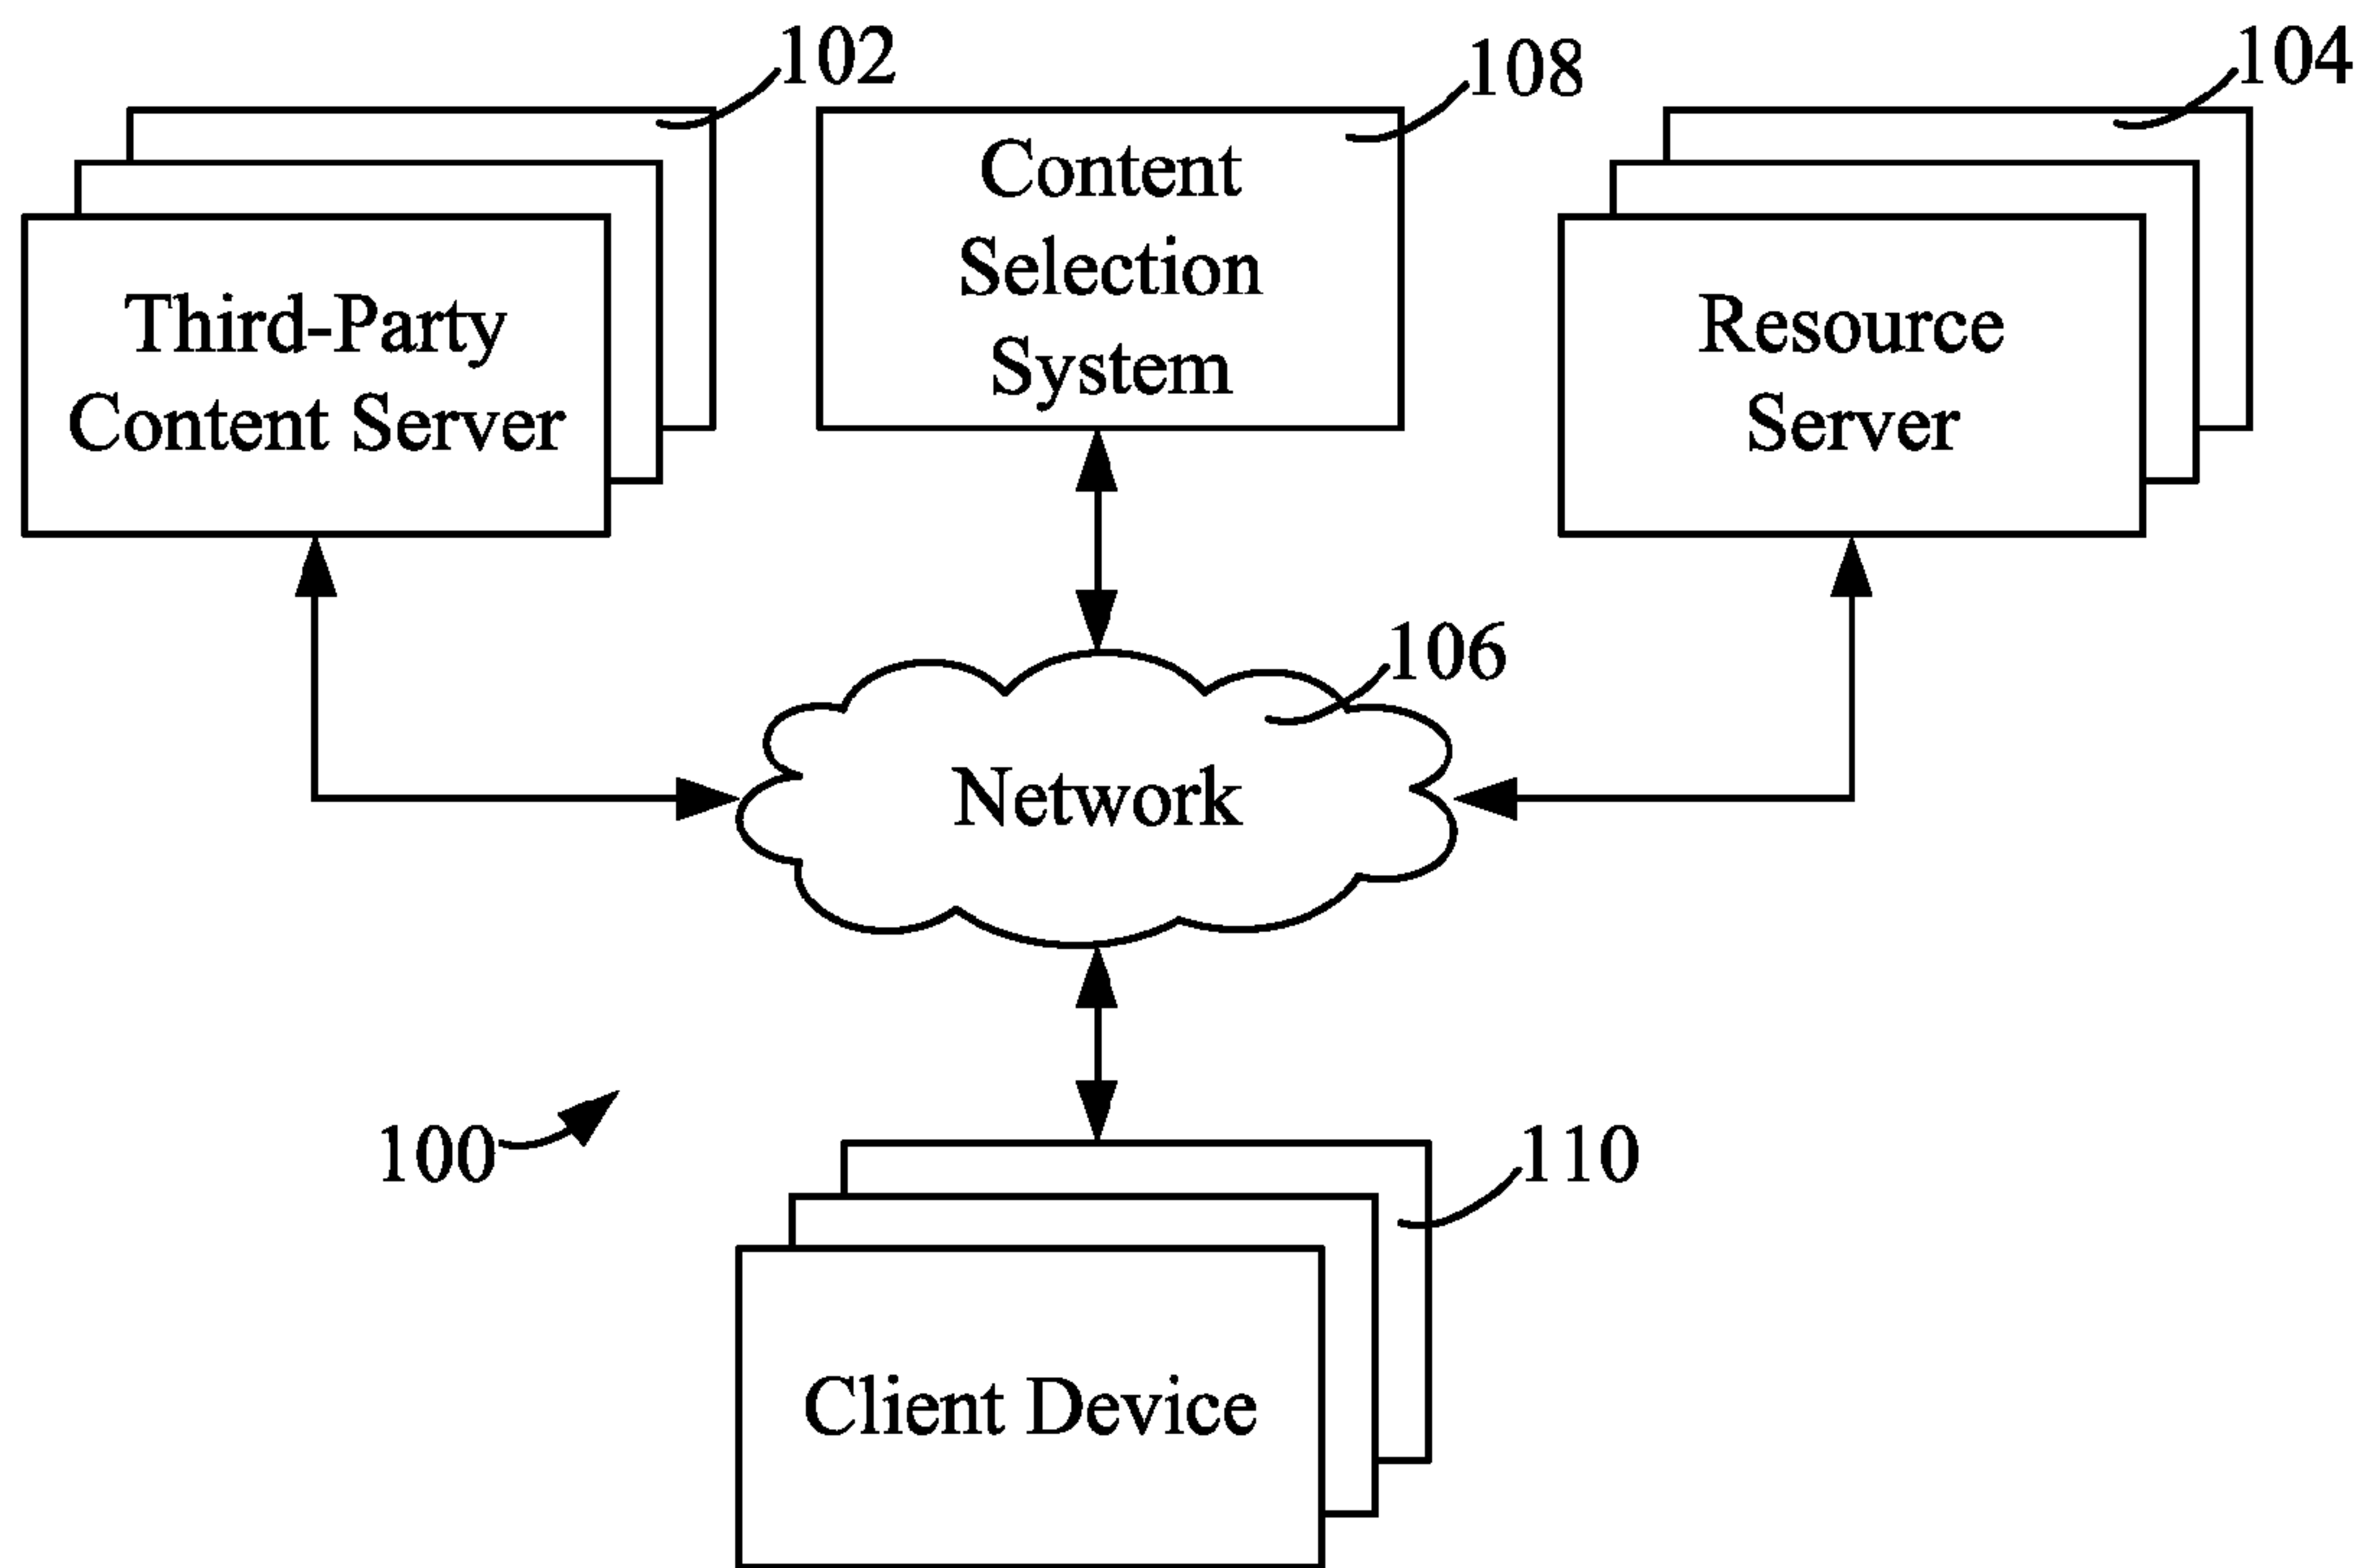 102
108
104
Content
Selection
System
Third-Party
Content Server
Resource
Server
106
Network
100
110
Client Device